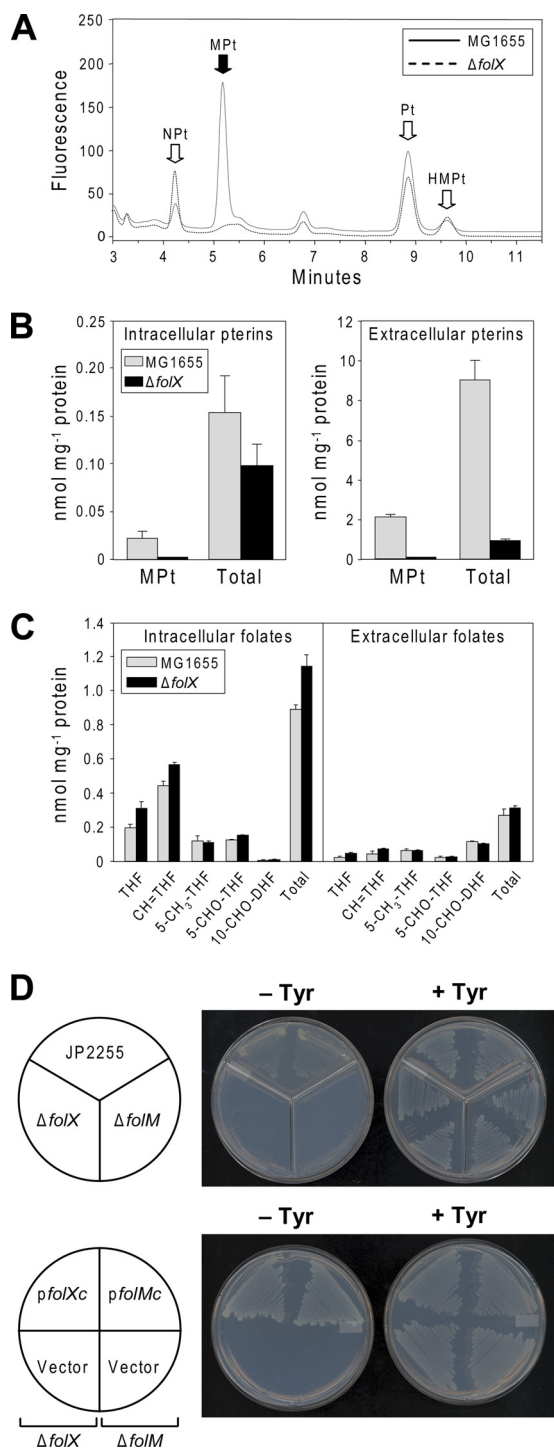 A
250
200
150
100
50
0
Fluorescence
NPt
MPt
Pt
HMPt
MG1655
ΔfolX
3 4 5 6 7 8 9 10 11
Minutes
B
Intracellular pterins
MG1655
ΔfolX
0.25
0.20
0.15
0.10
0.05
0
nmol mg-1 protein
MPt Total
Extracellular pterins
12
10
8
6
4
2
0
nmol mg-1 protein
MPt Total
C
Intracellular folates
MG1655
ΔfolX
Extracellular folates
1.4
1.2
1.0
0.8
0.6
0.4
0.2
0
nmol mg-1 protein
THF
CH=THF
5-CH3-THF
5-CHO-THF
10-CHO-DHF
Total
THF
CH=THF
5-CH3-THF
5-CHO-THF
10-CHO-DHF
Total
D
– Tyr + Tyr
JP2255
ΔfolX ΔfolM
– Tyr + Tyr
pfolXc pfolMc
Vector Vector
ΔfolX ΔfolM